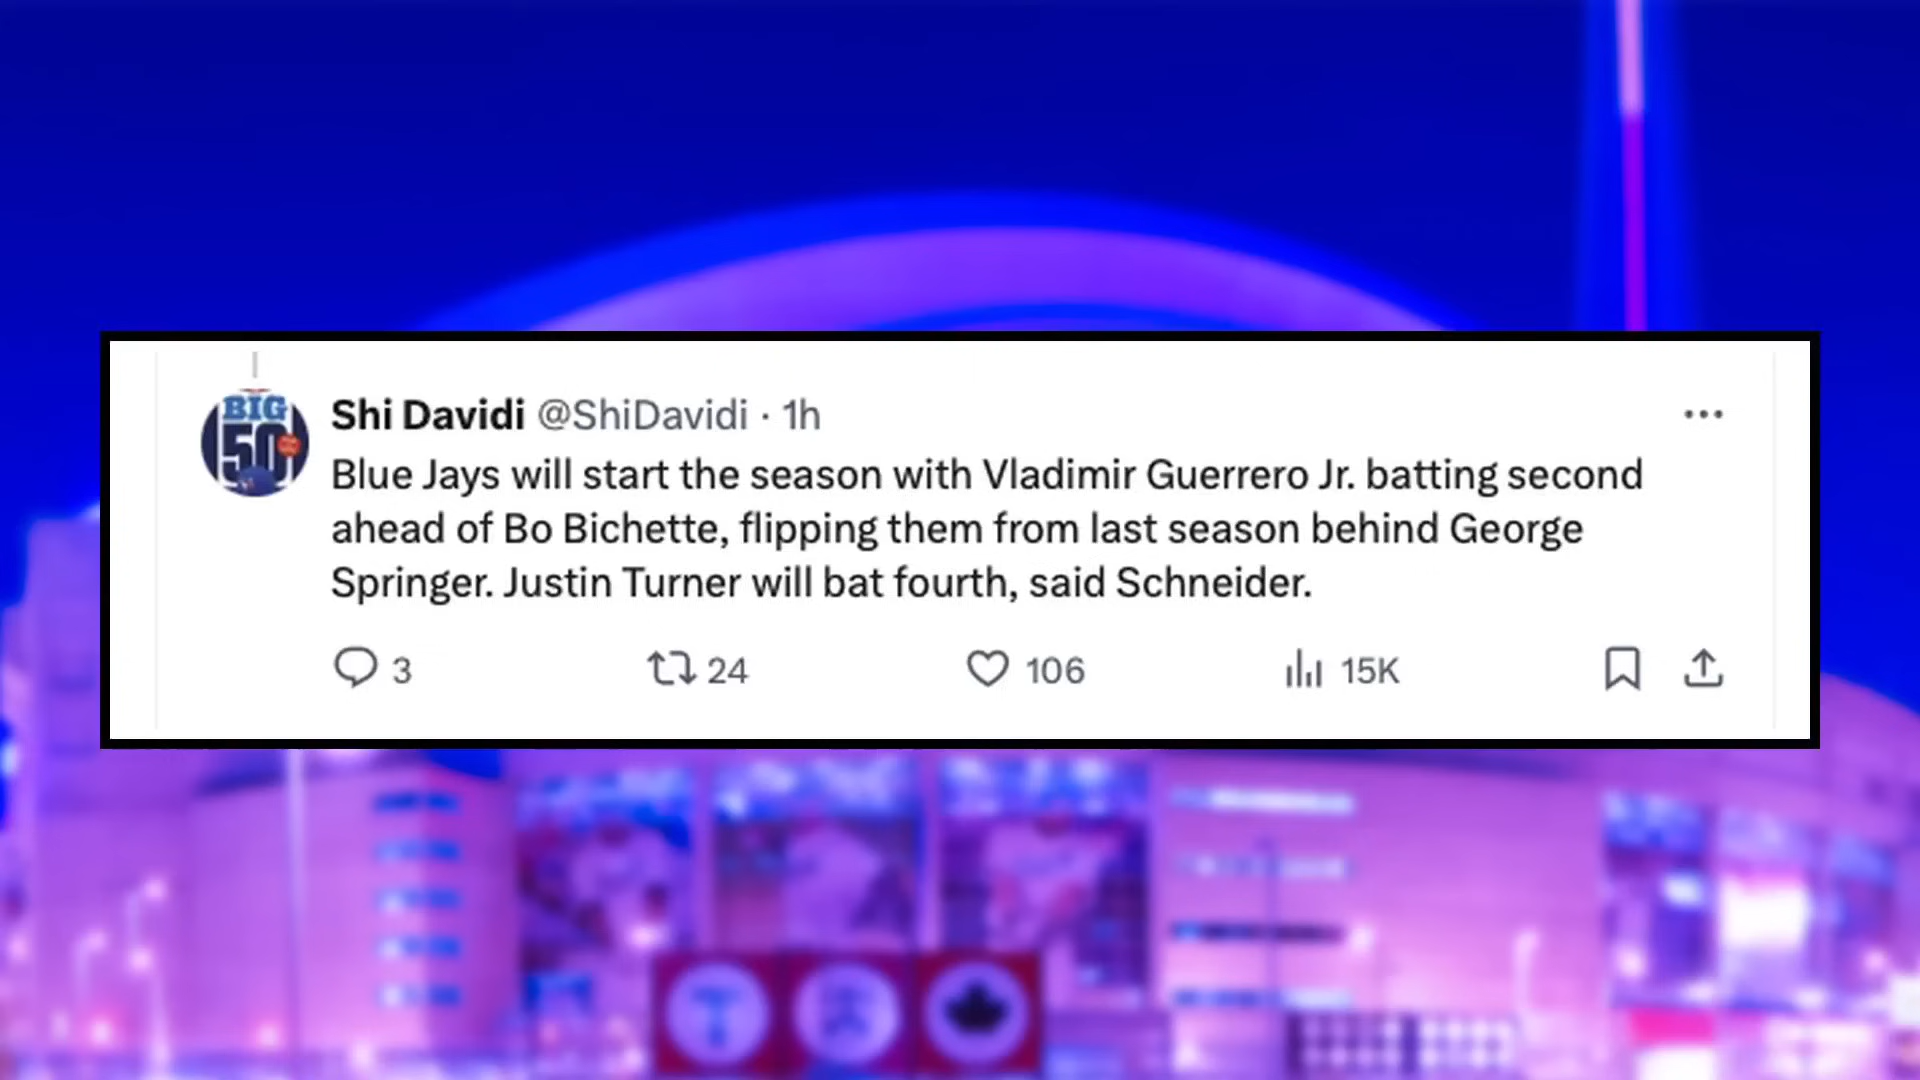 Shi Davidi @ShiDavidi · 1h
BIG
50
Blue Jays will start the season with Vladimir Guerrero Jr. batting second
ahead of Bo Bichette, flipping them from last season behind George
Springer. Justin Turner will bat fourth, said Schneider.
3 24 106 15K